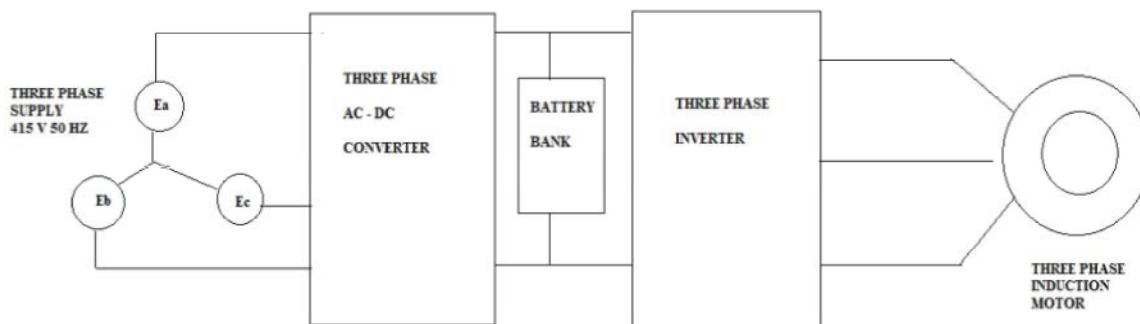 THREE PHASE
SUPPLY
415 V 50 HZ
Ea
Eb
Ec
THREE PHASE
AC - DC
CONVERTER
BATTERY
BANK
THREE PHASE
INVERTER
THREE PHASE
INDUCTION
MOTOR